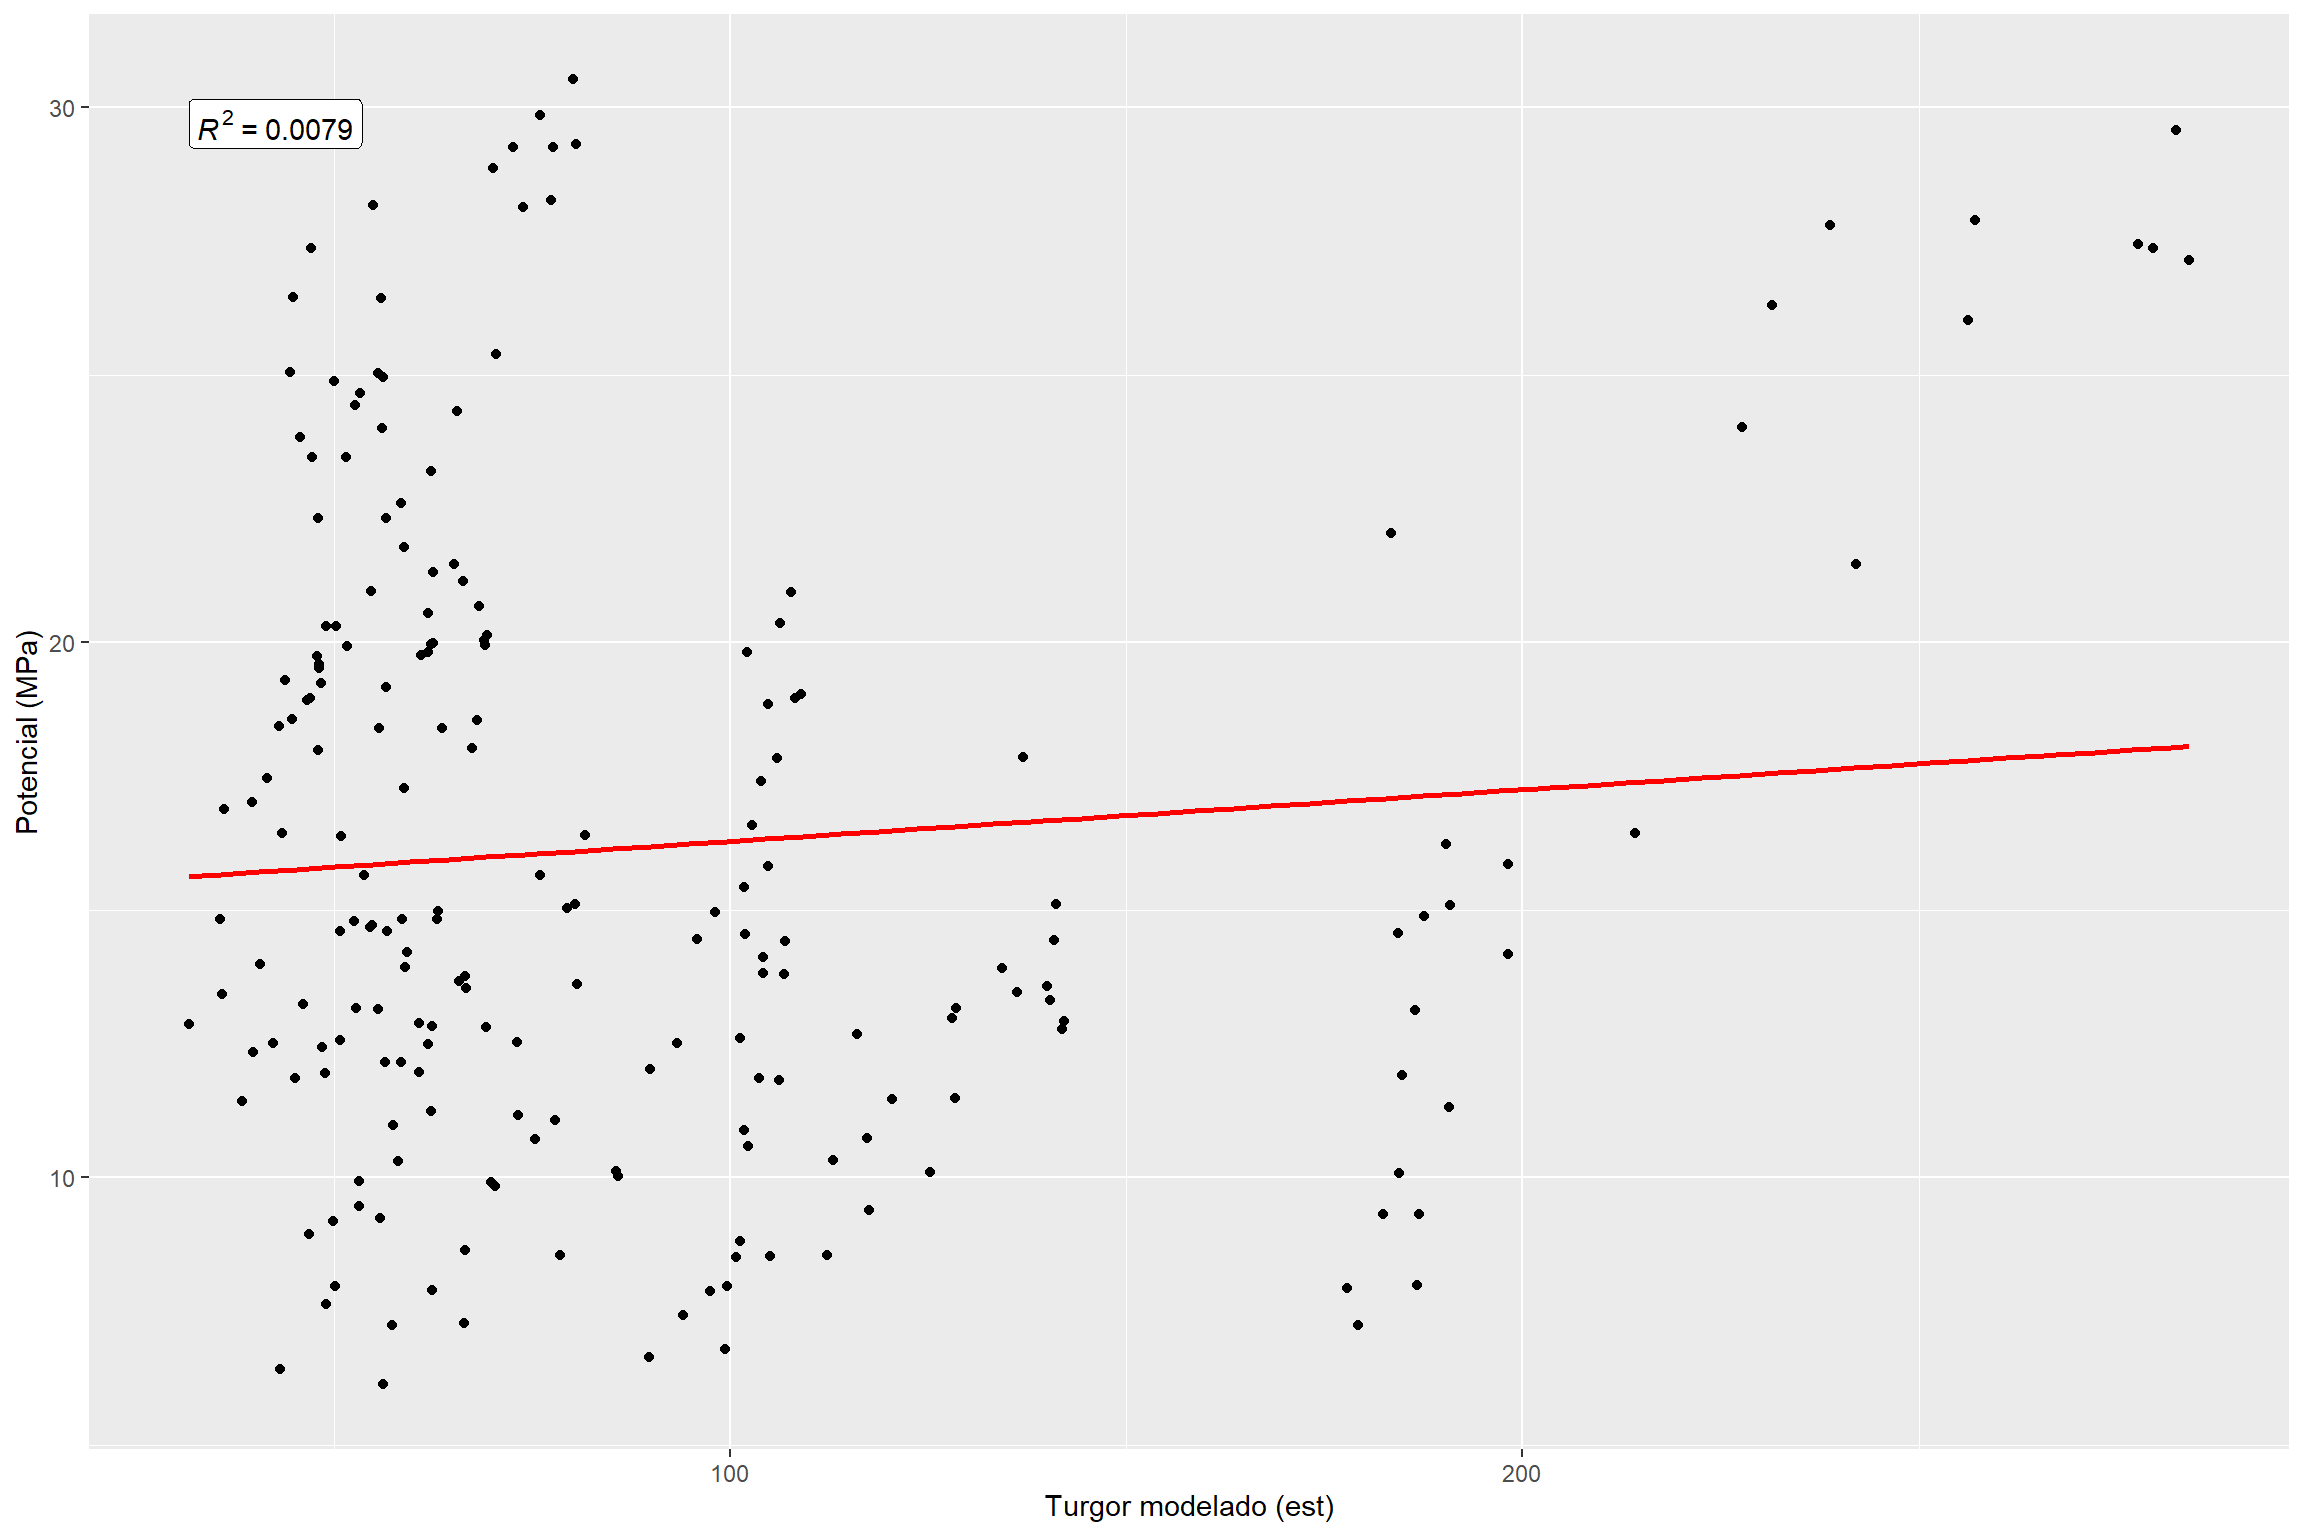 R² = 0.0079
30
20
10
Potencial (MPa)
100
200
Turgor modelado (est)